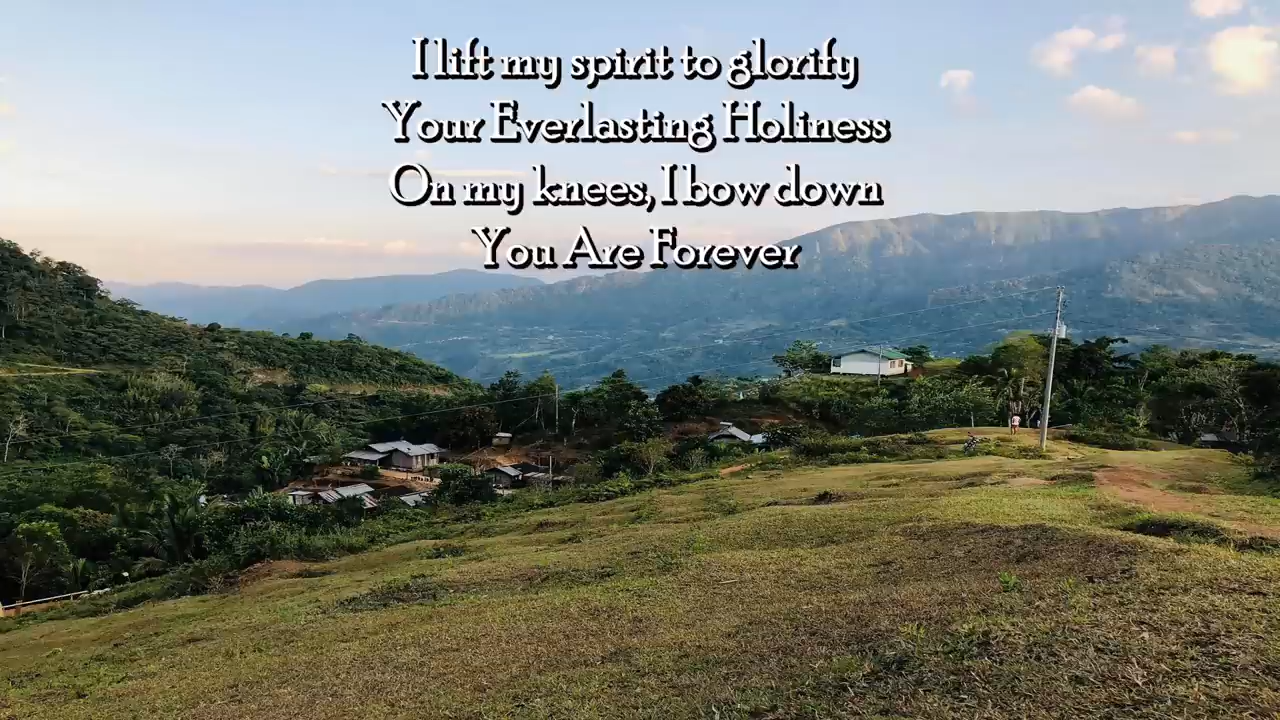 I lift my spirit to glorify
Your Everlasting Holiness
On my knees, I bow down
You Are Forever